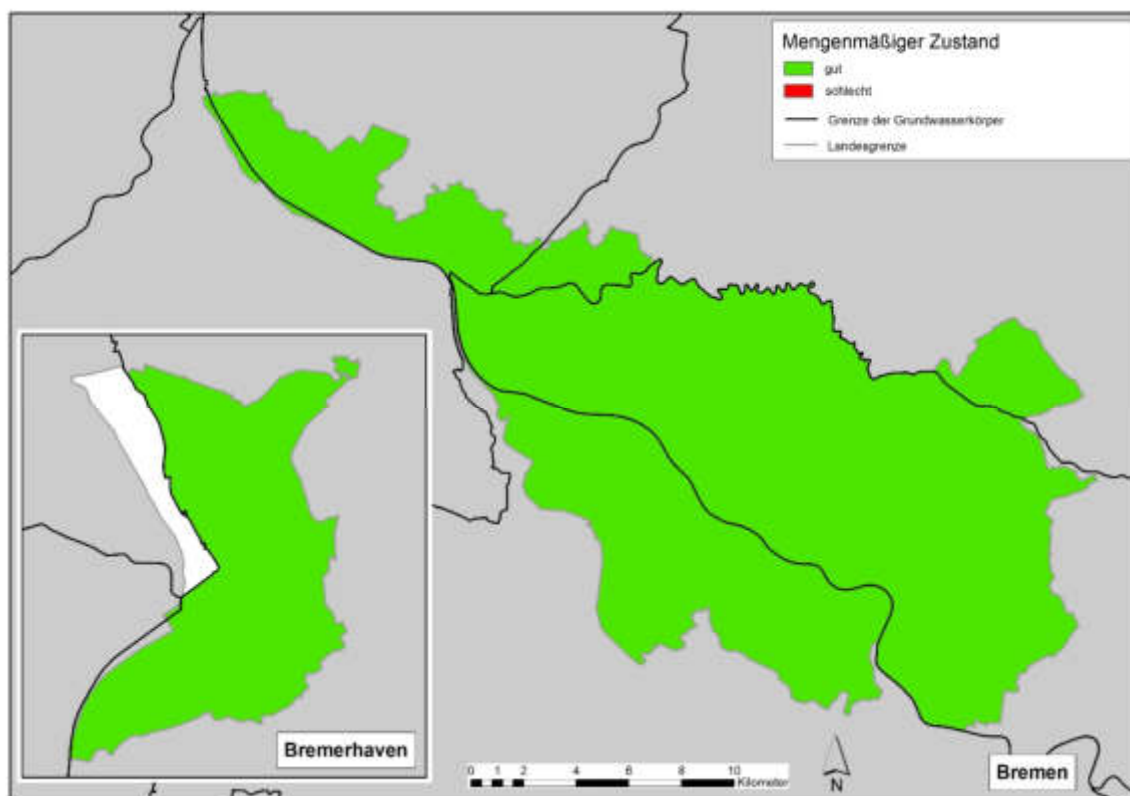 Mengenmäßiger Zustand
gut
schlecht
Grenze der Grundwasserkörper
Landesgrenze
Bremerhaven
0 1 2 4 6 8 10
Kilometer
N
Bremen